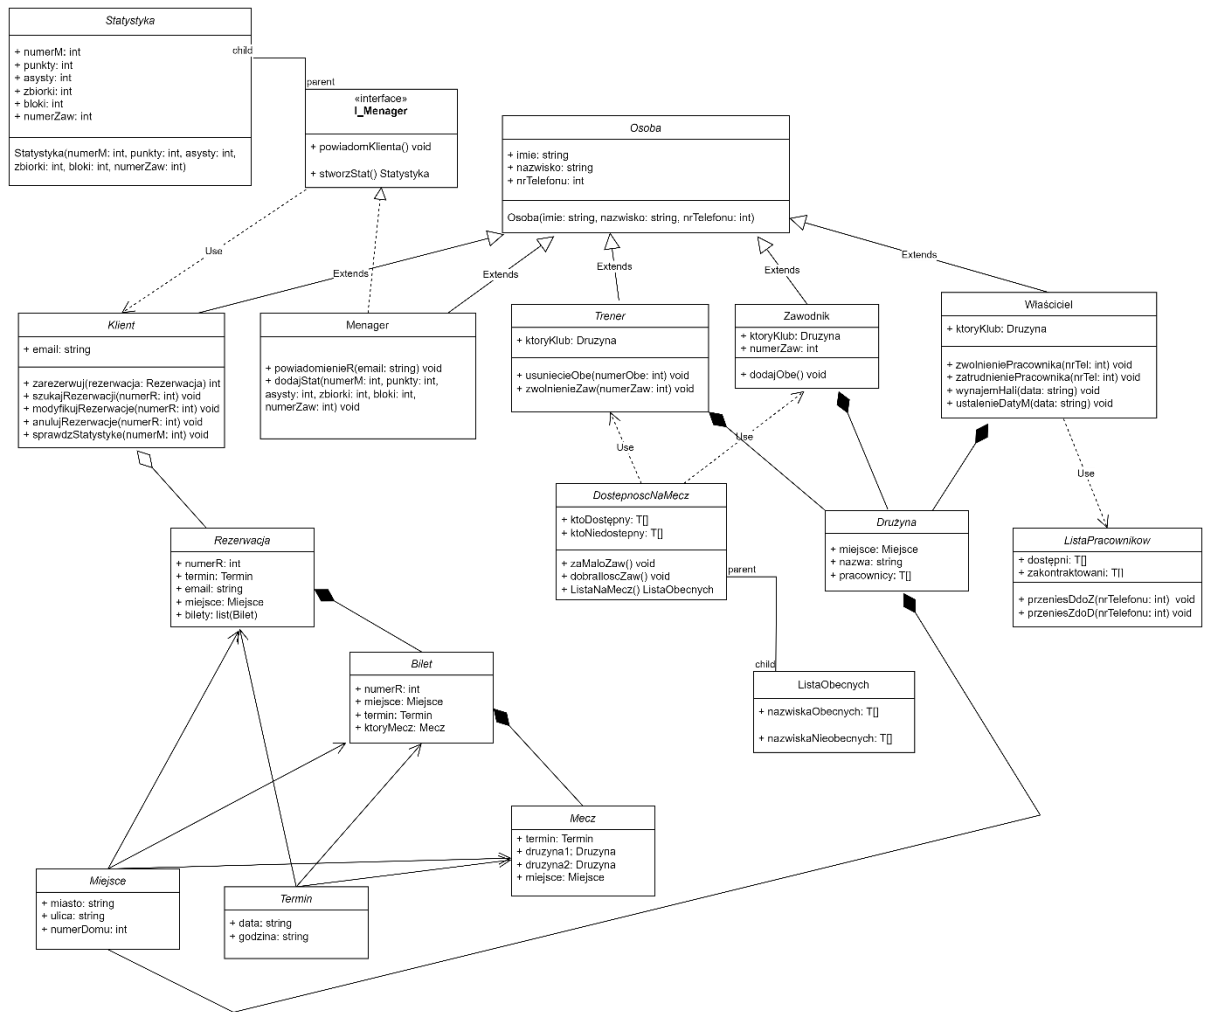 Statystyka
+ numerM: int
+ punkty: int
+ asysty: int
+ zbiorki: int
+ bloki: int
+ numerZaw: int
Statystyka(numerM: int, punkty: int, asysty: int,
zbiorki: int, bloki: int, numerZaw: int)
child
parent
«interface»
I_Menager
+ powiadomKlienta() void
+ stworzStat() Statystyka
Osoba
+ imie: string
+ nazwisko: string
+ nrTelefonu: int
Osoba(imie: string, nazwisko: string, nrTelefonu: int)
Use
Extends
Extends
Extends
Extends
Extends
Klient
+ email: string
+ zarezerwuj(rezerwacja: Rezerwacja) int
+ szukajRezerwacji(numerR: int) void
+ modyfikujRezerwacje(numerR: int) void
+ anulujRezerwacje(numerR: int) void
+ sprawdzStatystyke(numerM: int) void
Menager
+ powiadomienieR(email: string) void
+ dodajStat(numerM: int, punkty: int,
asysty: int, zbiorki: int, bloki: int,
numerZaw: int) void
Trener
+ ktoryKlub: Druzyna
+ usuniecieObe(numerObe: int) void
+ zwolnienieZaw(numerZaw: int) void
Zawodnik
+ ktoryKlub: Druzyna
+ numerZaw: int
+ dodajObe() void
Właściciel
+ ktoryKlub: Druzyna
+ zwolnieniePracownika(nrTel: int) void
+ zatrudnieniePracownika(nrTel: int) void
+ wynajemHali(data: string) void
+ ustalenieDatyM(data: string) void
Use
Use
Use
DostepnoscNaMecz
+ ktoDostępny: T[]
+ ktoNiedostepny: T[]
+ zaMaloZaw() void
+ dobraIloscZaw() void
+ ListaNaMecz() ListaObecnych
Drużyna
+ miejsce: Miejsce
+ nazwa: string
+ pracownicy: T[]
ListaPracownikow
+ dostępni: T[]
+ zakontraktowani: T[]
+ przeniesDdoZ(nrTelefonu: int) void
+ przeniesZdoD(nrTelefonu: int) void
Rezerwacja
+ numerR: int
+ termin: Termin
+ email: string
+ miejsce: Miejsce
+ bilety: list(Bilet)
parent
child
ListaObecnych
+ nazwiskaObecnych: T[]
+ nazwiskaNieobecnych: T[]
Bilet
+ numerR: int
+ miejsce: Miejsce
+ termin: Termin
+ ktoryMecz: Mecz
Mecz
+ termin: Termin
+ druzyna1: Druzyna
+ druzyna2: Druzyna
+ miejsce: Miejsce
Miejsce
+ miasto: string
+ ulica: string
+ numerDomu: int
Termin
+ data: string
+ godzina: string